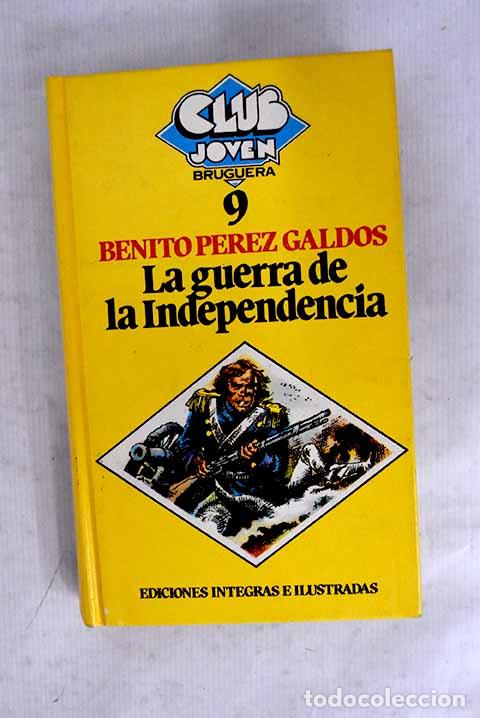 CLUB
JOVEN
BRUGUERA
9
BENITO PEREZ GALDOS
La guerra de
la Independencia
EDICIONES INTEGRAS E ILUSTRADAS
todocoleccion